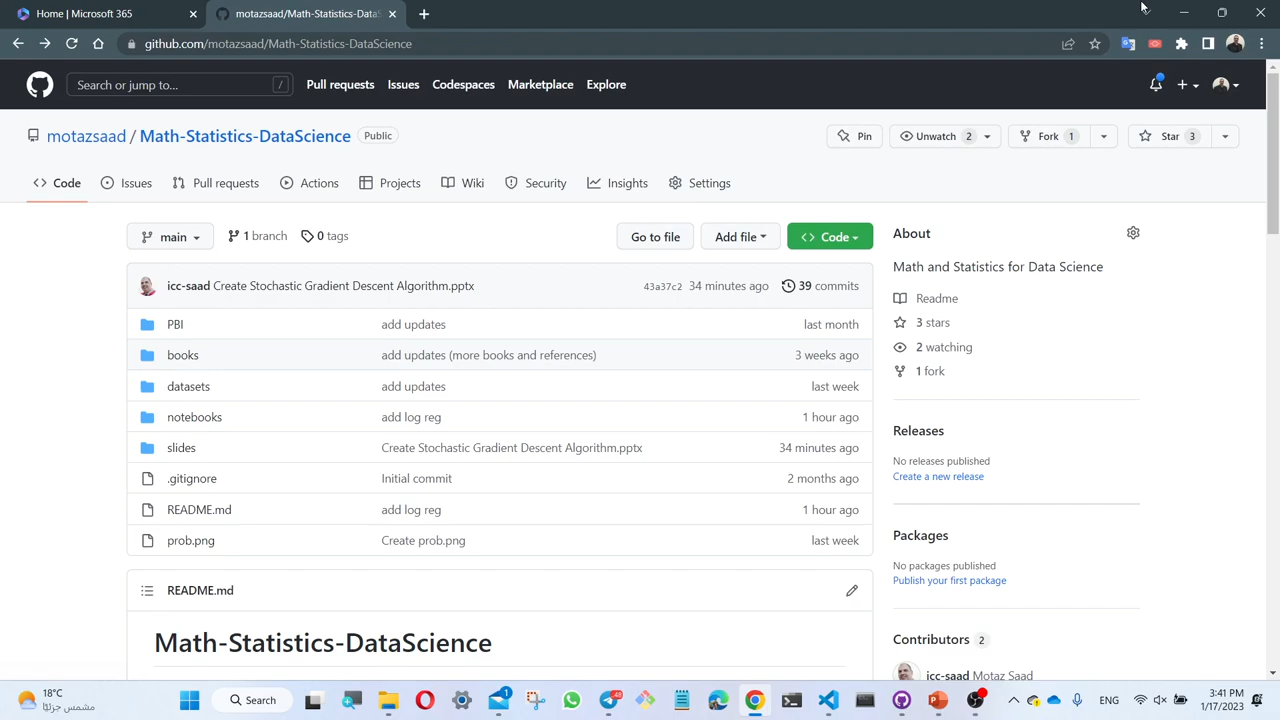 Home | Microsoft 365
motazsaad/Math-Statistics-DataS
github.com/motazsaad/Math-Statistics-DataScience
Search or jump to...
/
Pull requests
Issues
Codespaces
Marketplace
Explore
motazsaad / Math-Statistics-DataScience
Public
Pin
Unwatch 2
Fork 1
Star 3
Code
Issues
Pull requests
Actions
Projects
Wiki
Security
Insights
Settings
main
1 branch
0 tags
Go to file
Add file
Code
icc-saad Create Stochastic Gradient Descent Algorithm.pptx 43a37c2 34 minutes ago 39 commits
PBI add updates last month
books add updates (more books and references) 3 weeks ago
datasets add updates last week
notebooks add log reg 1 hour ago
slides Create Stochastic Gradient Descent Algorithm.pptx 34 minutes ago
.gitignore Initial commit 2 months ago
README.md add log reg 1 hour ago
prob.png Create prob.png last week
README.md
Math-Statistics-DataScience
About
Math and Statistics for Data Science
Readme
3 stars
2 watching
1 fork
Releases
No releases published
Create a new release
Packages
No packages published
Publish your first package
Contributors 2
icc-saad Motaz Saad
18°C
مشمس جزئيًا
Search
1
48
ENG
3:41 PM
1/17/2023